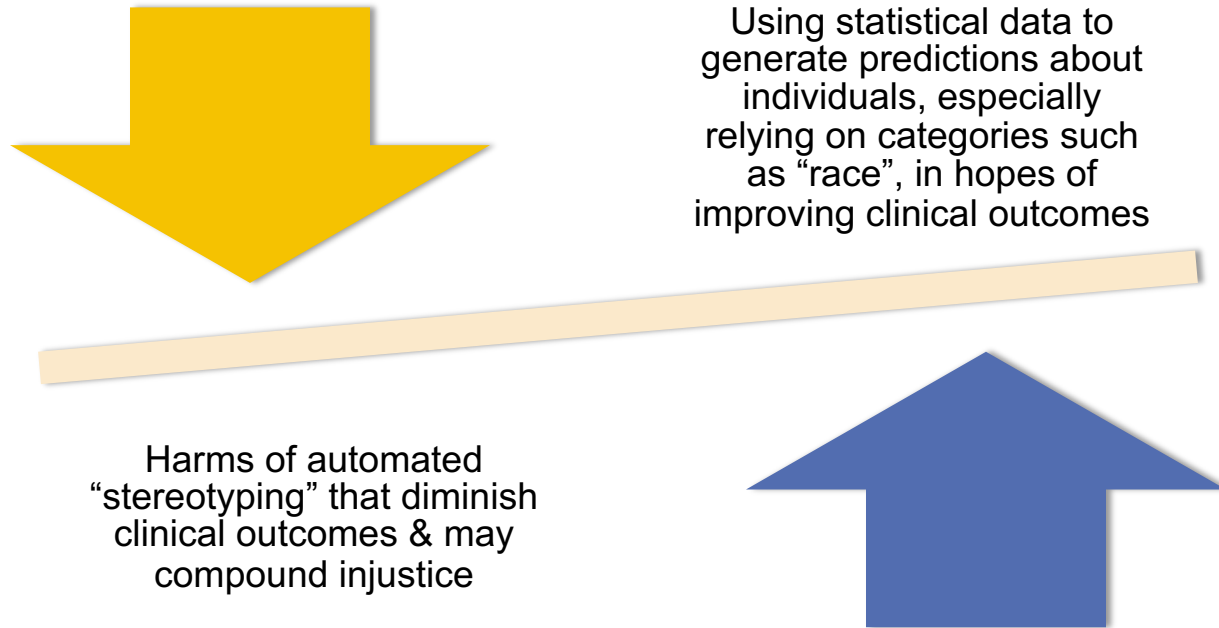 Using statistical data to
generate predictions about
individuals, especially
relying on categories such
as “race”, in hopes of
improving clinical outcomes
Harms of automated
“stereotyping” that diminish
clinical outcomes & may
compound injustice